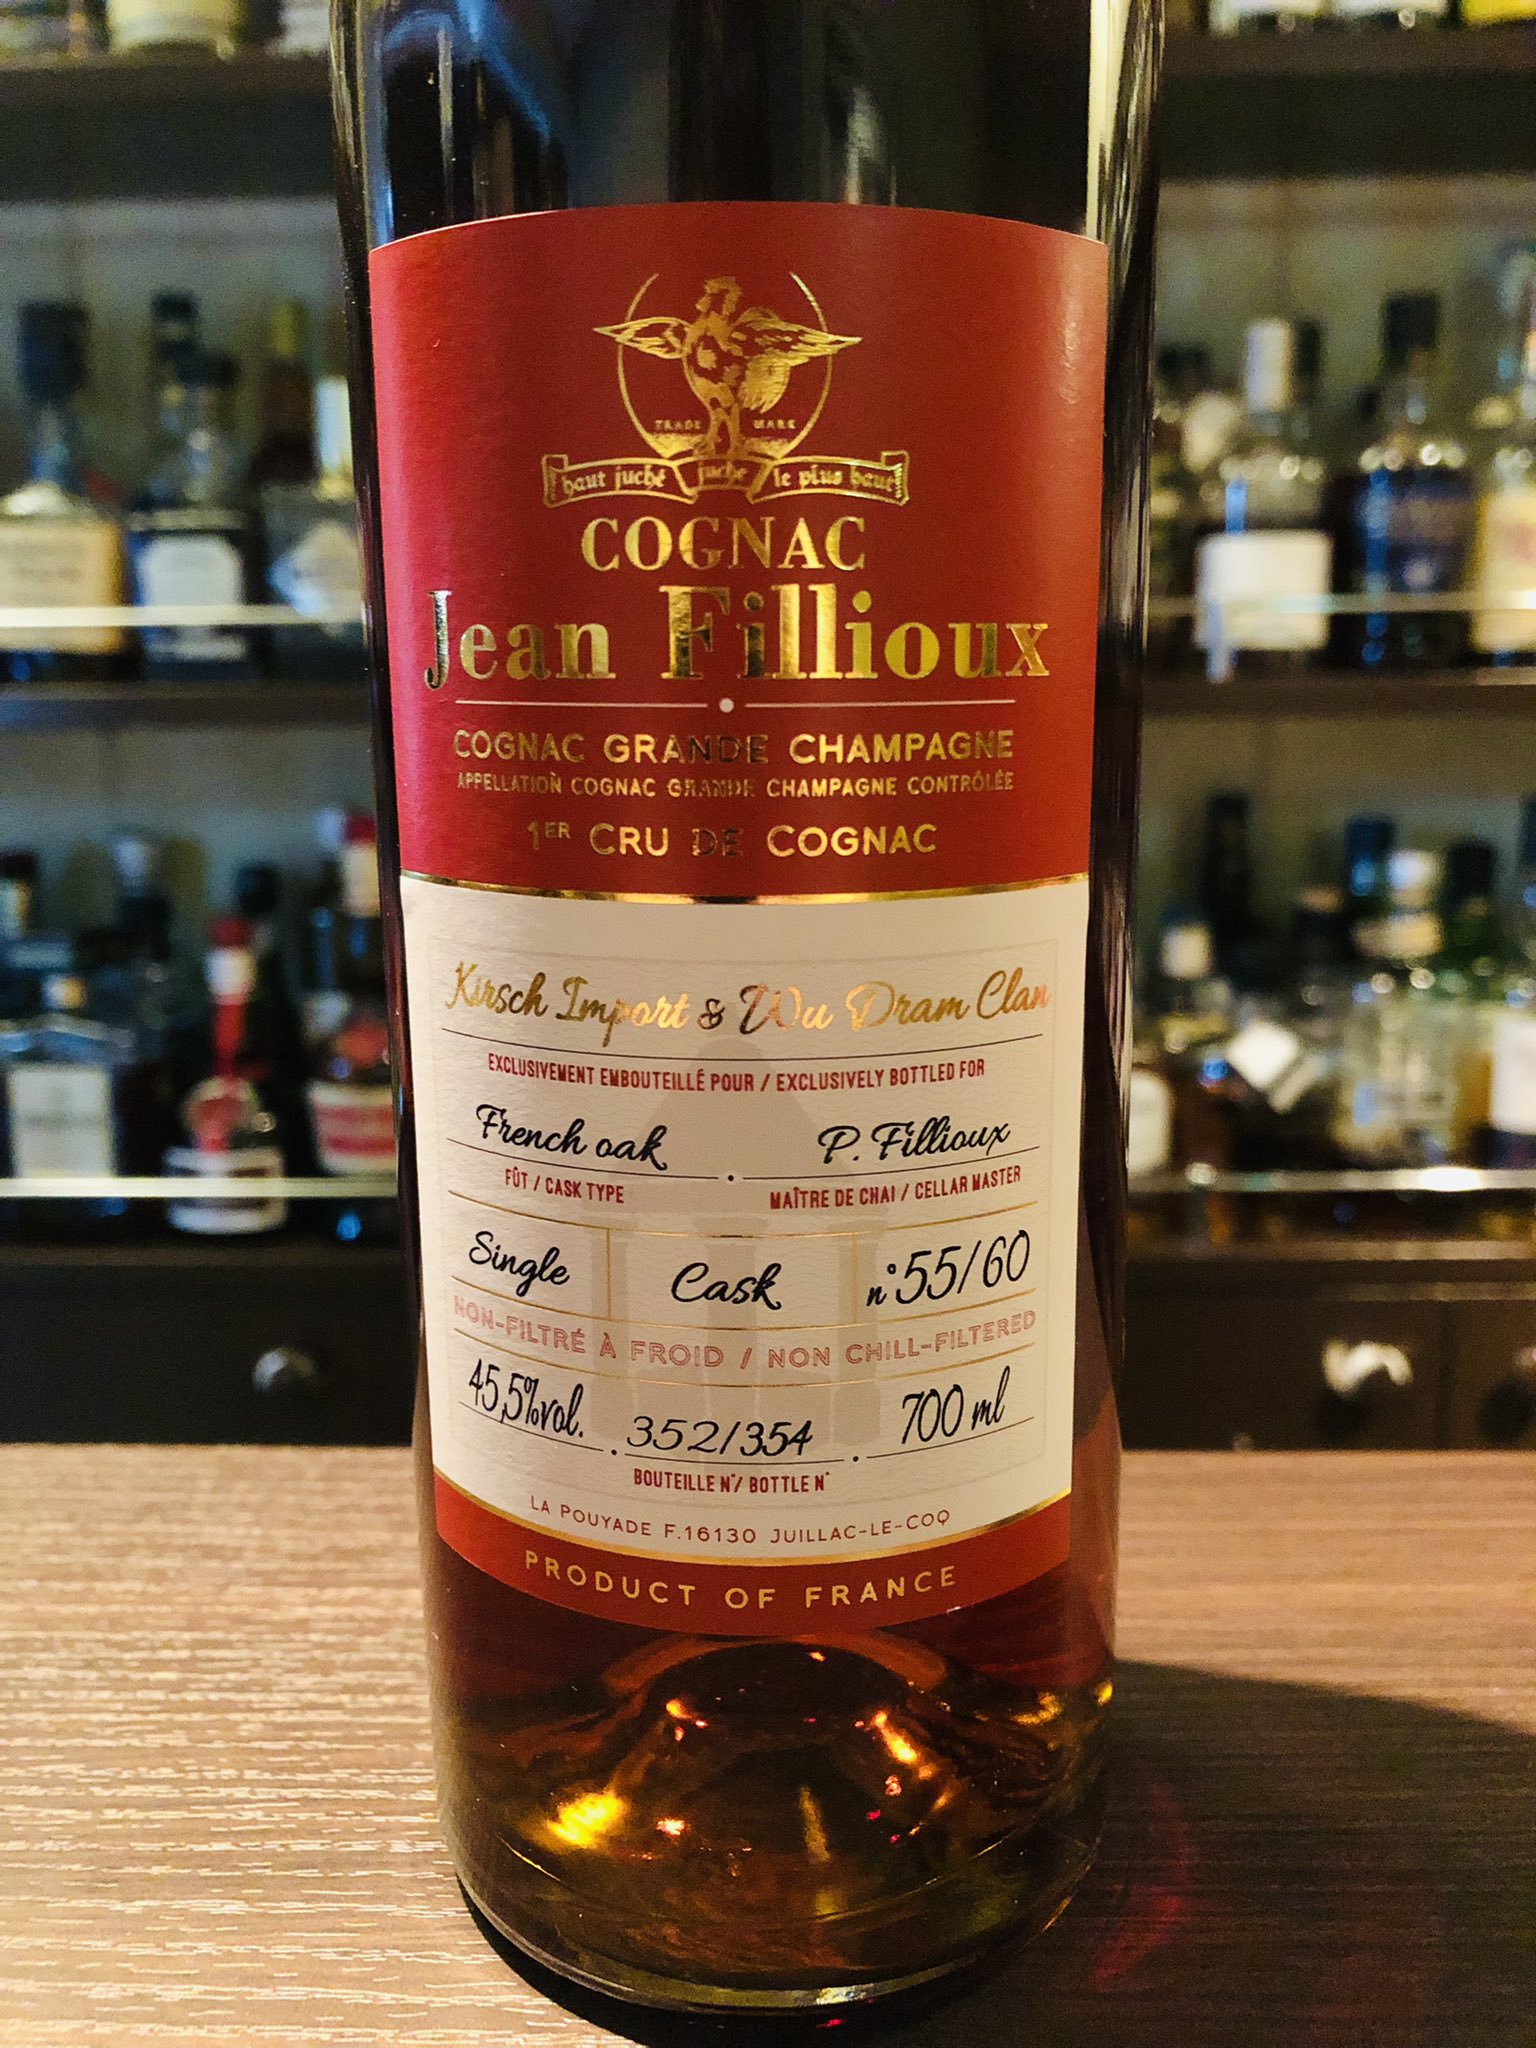 TRADE MARK
haut juché juche le plus haut
COGNAC
Jean Fillioux
COGNAC GRANDE CHAMPAGNE
APPELLATION COGNAC GRANDE CHAMPAGNE CONTRÔLÉE
1ER CRU DE COGNAC
Kirsch Import & Wu Dram Clan
EXCLUSIVEMENT EMBOUTEILLÉ POUR / EXCLUSIVELY BOTTLED FOR
French oak P. Fillioux
FÛT / CASK TYPE MAÎTRE DE CHAI / CELLAR MASTER
Single Cask n°55/60
NON-FILTRÉ À FROID / NON CHILL-FILTERED
45,5%vol. 352/354 700 ml
BOUTEILLE N°/ BOTTLE N°
LA POUYADE F.16130 JUILLAC-LE-COQ
PRODUCT OF FRANCE